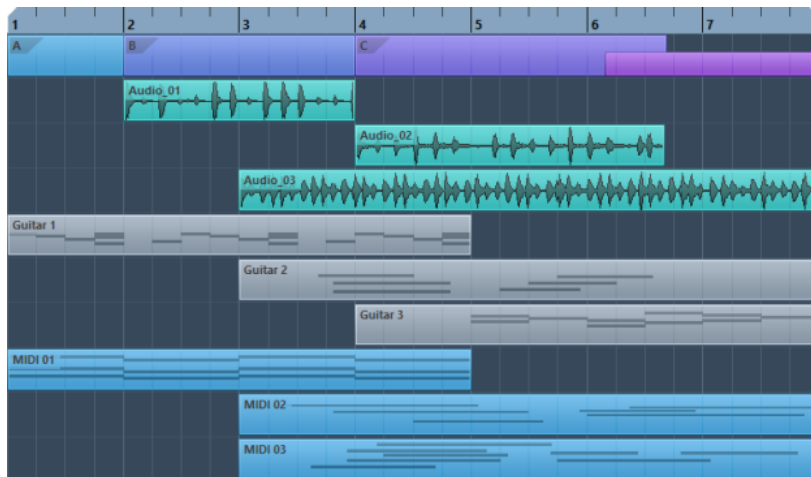 1 2 3 4 5 6 7
A B C
Audio_01
Audio_02
Audio_03
Guitar 1
Guitar 2
Guitar 3
MIDI 01
MIDI 02
MIDI 03